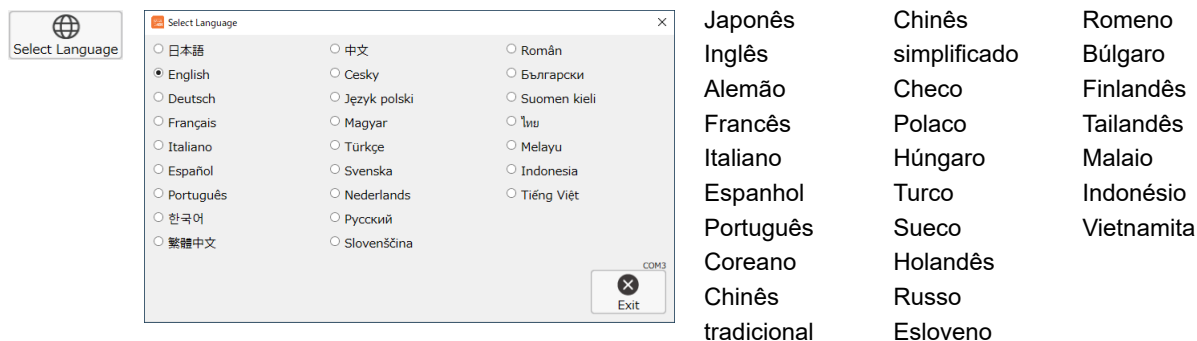 Select Language
Select Language
日本語
English
Deutsch
Français
Italiano
Español
Português
한국어
繁體中文
中文
Cesky
Język polski
Magyar
Türkçe
Svenska
Nederlands
Русский
Slovenščina
Român
Български
Suomen kieli
ไทย
Melayu
Indonesia
Tiếng Việt
COM3
Exit
Japonês
Inglês
Alemão
Francês
Italiano
Espanhol
Português
Coreano
Chinês
tradicional
Chinês
simplificado
Checo
Polaco
Húngaro
Turco
Sueco
Holandês
Russo
Esloveno
Romeno
Búlgaro
Finlandês
Tailandês
Malaio
Indonésio
Vietnamita